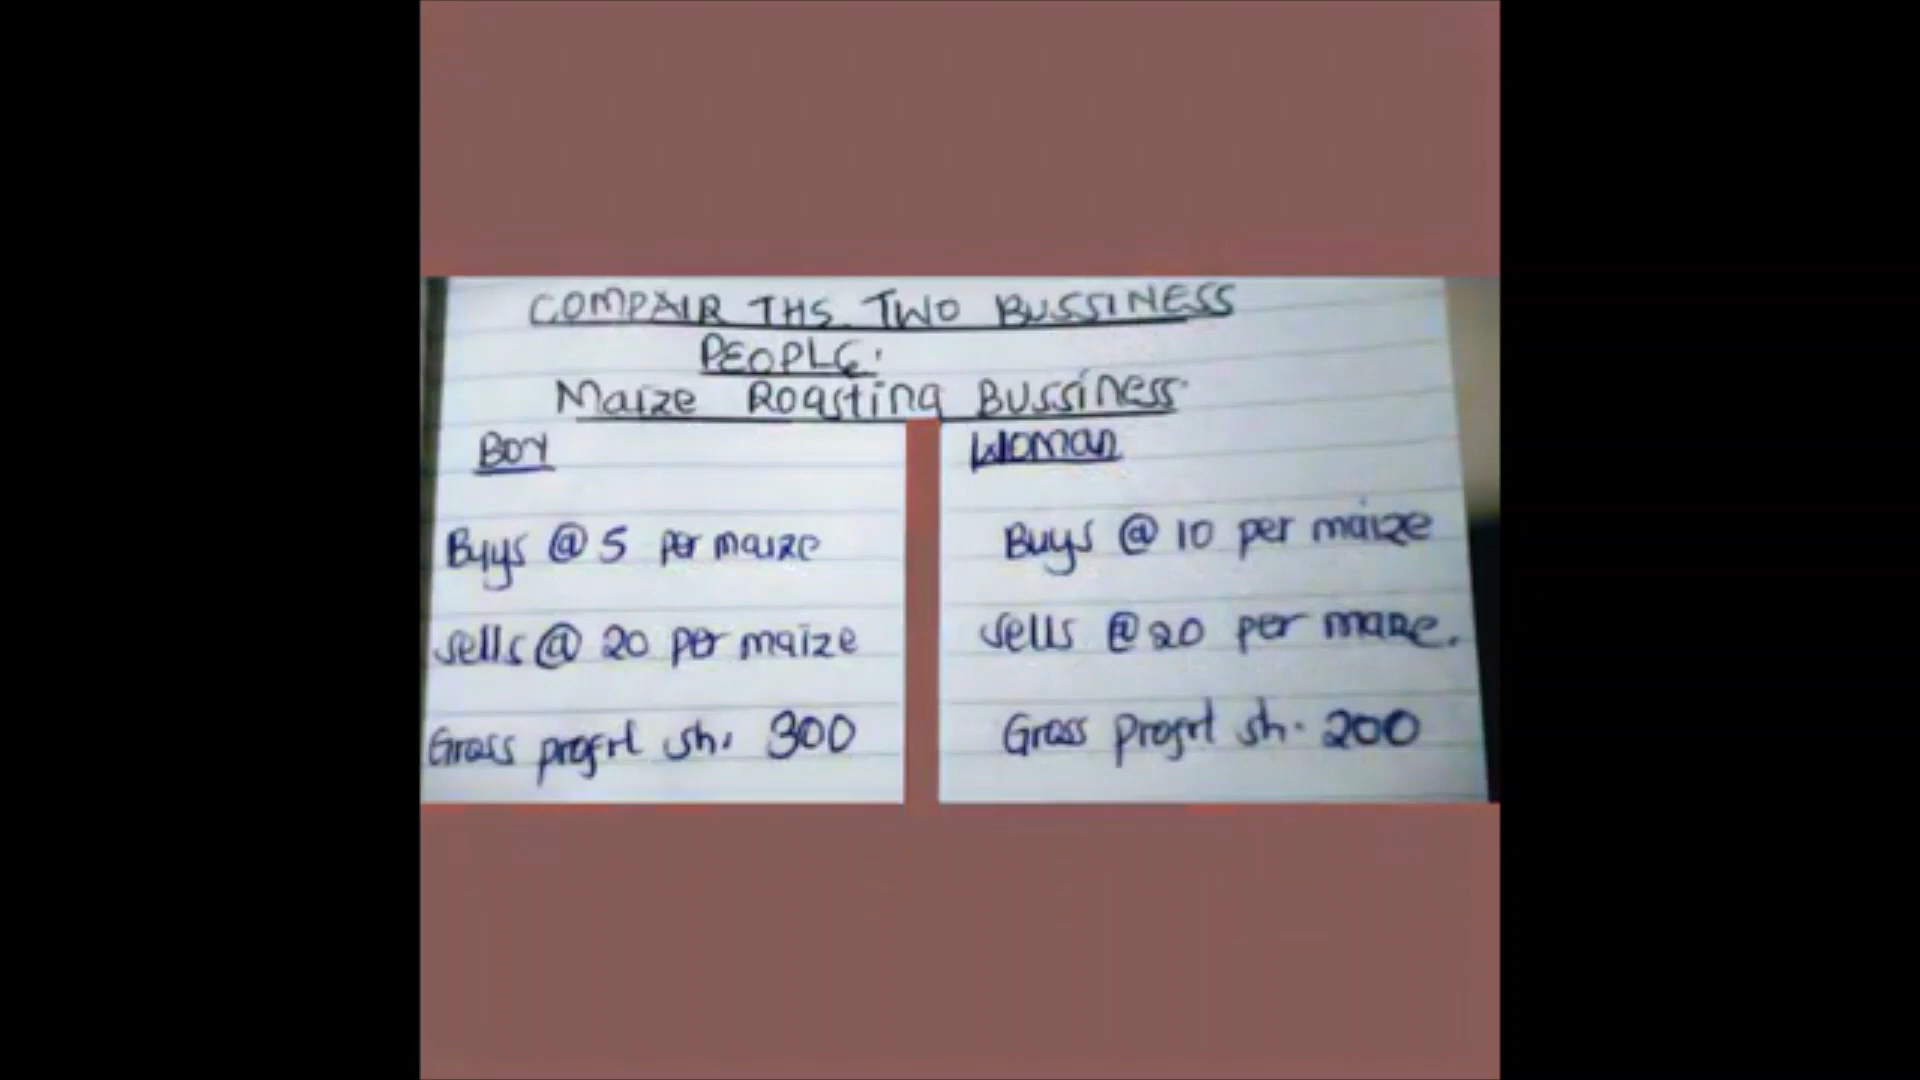 COMPAIR THS TWO BUSSINESS
PEOPLE.
Maize Roasting BUSSINESS
BOY
Buys @ 5 per maize
sells @ 20 per maize
Gross profit sh. 300
Woman
Buys @ 10 per maize
sells @ 20 per maize.
Gross profit sh. 200